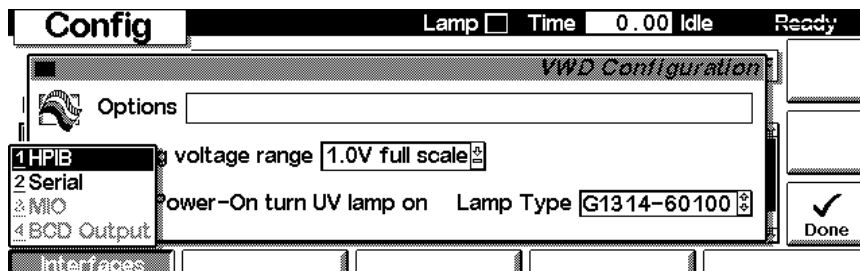 Config Lamp Time 0.00 Idle Ready
VWD Configuration
Options
voltage range 1.0V full scale
1 HPIB
2 Serial
3 MIO
4 BCD Output
Power-On turn UV lamp on Lamp Type G1314-60100
Done
Interfaces